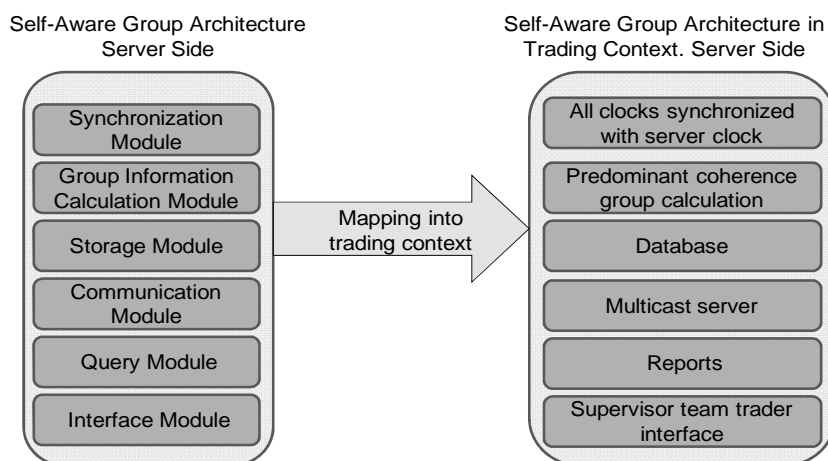 Self-Aware Group Architecture
Server Side
Synchronization
Module
Group Information
Calculation Module
Storage Module
Communication
Module
Query Module
Interface Module
Mapping into
trading context
Self-Aware Group Architecture in
Trading Context. Server Side
All clocks synchronized
with server clock
Predominant coherence
group calculation
Database
Multicast server
Reports
Supervisor team trader
interface